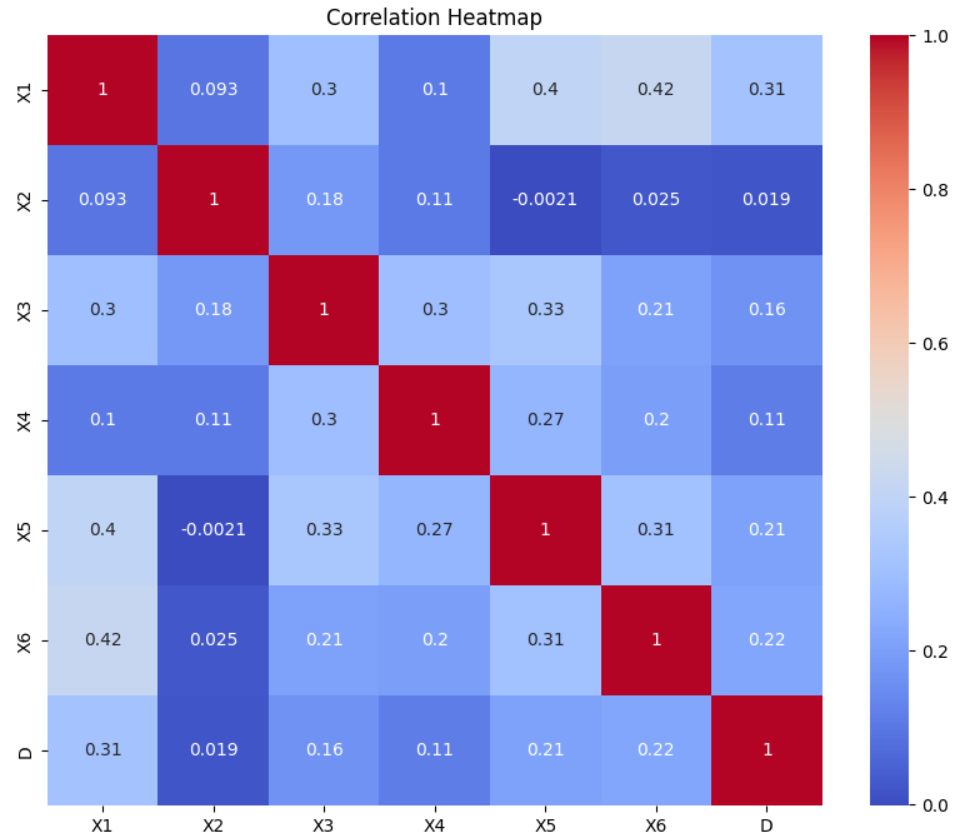 Correlation Heatmap
X1 1 0.093 0.3 0.1 0.4 0.42 0.31
X2 0.093 1 0.18 0.11 -0.0021 0.025 0.019
X3 0.3 0.18 1 0.3 0.33 0.21 0.16
X4 0.1 0.11 0.3 1 0.27 0.2 0.11
X5 0.4 -0.0021 0.33 0.27 1 0.31 0.21
X6 0.42 0.025 0.21 0.2 0.31 1 0.22
D 0.31 0.019 0.16 0.11 0.21 0.22 1
X1 X2 X3 X4 X5 X6 D
1.0
0.8
0.6
0.4
0.2
0.0